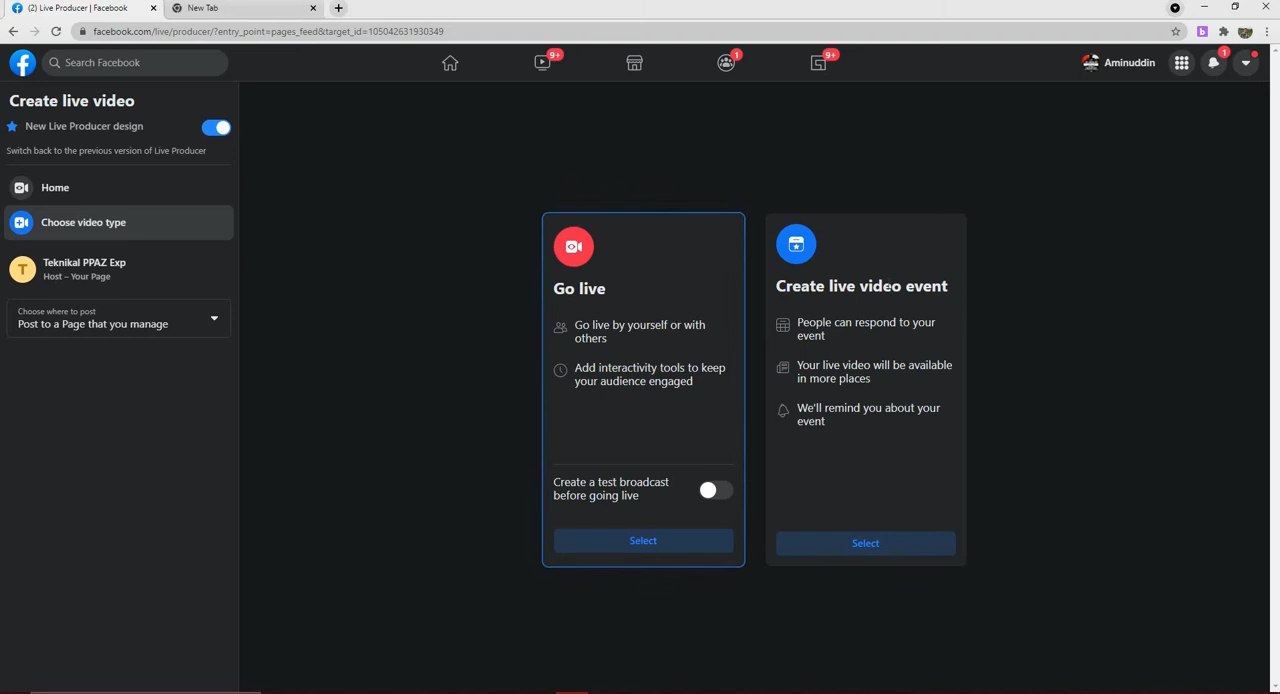 (2) Live Producer | Facebook
New Tab
facebook.com/live/producer/?entry_point=pages_feed&target_id=105042631930349
Search Facebook
9+
1
9+
Aminuddin
1
Create live video
New Live Producer design
Switch back to the previous version of Live Producer
Home
Choose video type
T
Teknikal PPAZ Exp
Host – Your Page
Choose where to post
Post to a Page that you manage
Go live
Go live by yourself or with
others
Add interactivity tools to keep
your audience engaged
Create a test broadcast
before going live
Select
Create live video event
People can respond to your
event
Your live video will be available
in more places
We'll remind you about your
event
Select